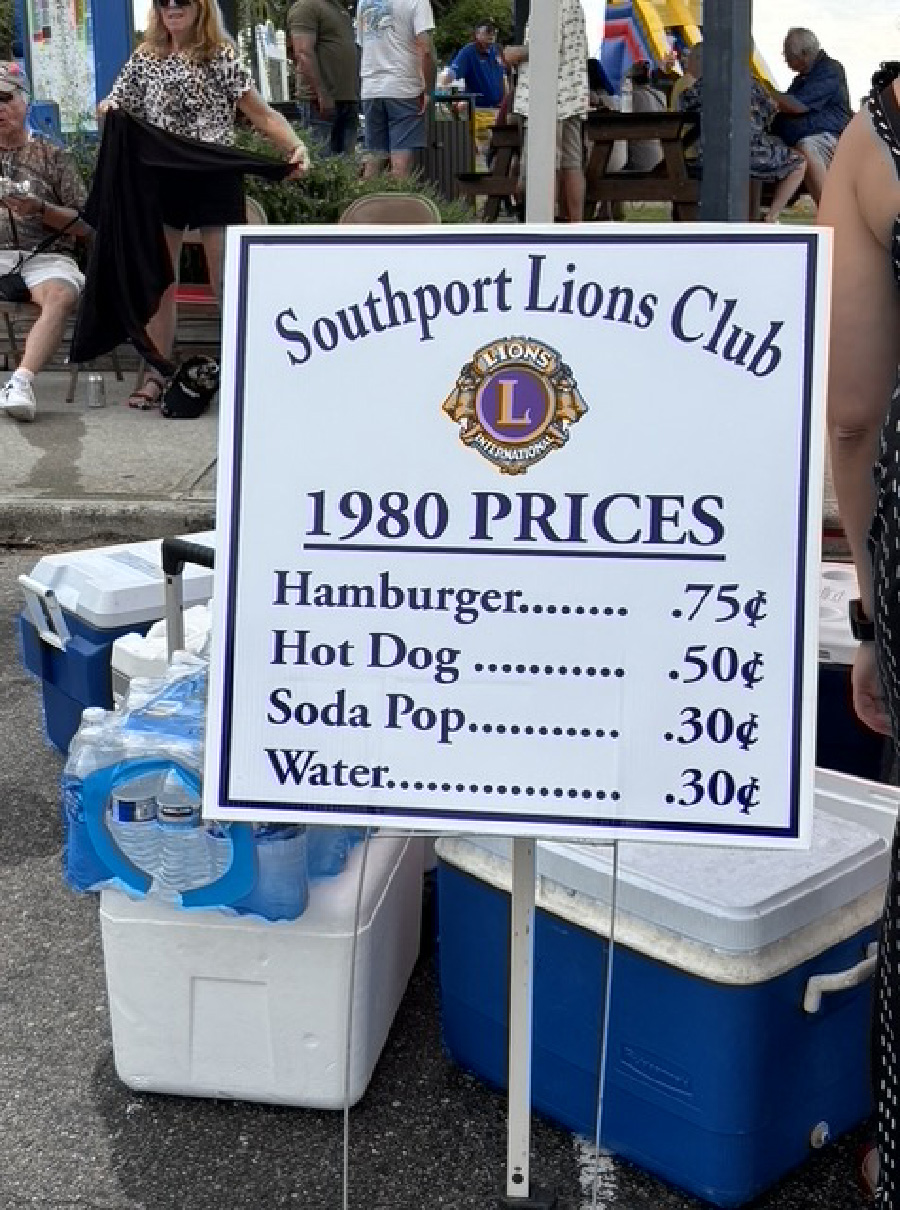 Southport Lions Club
LIONS
L
INTERNATIONAL
1980 PRICES
Hamburger........ .75¢
Hot Dog ........... .50¢
Soda Pop.......... .30¢
Water................ .30¢